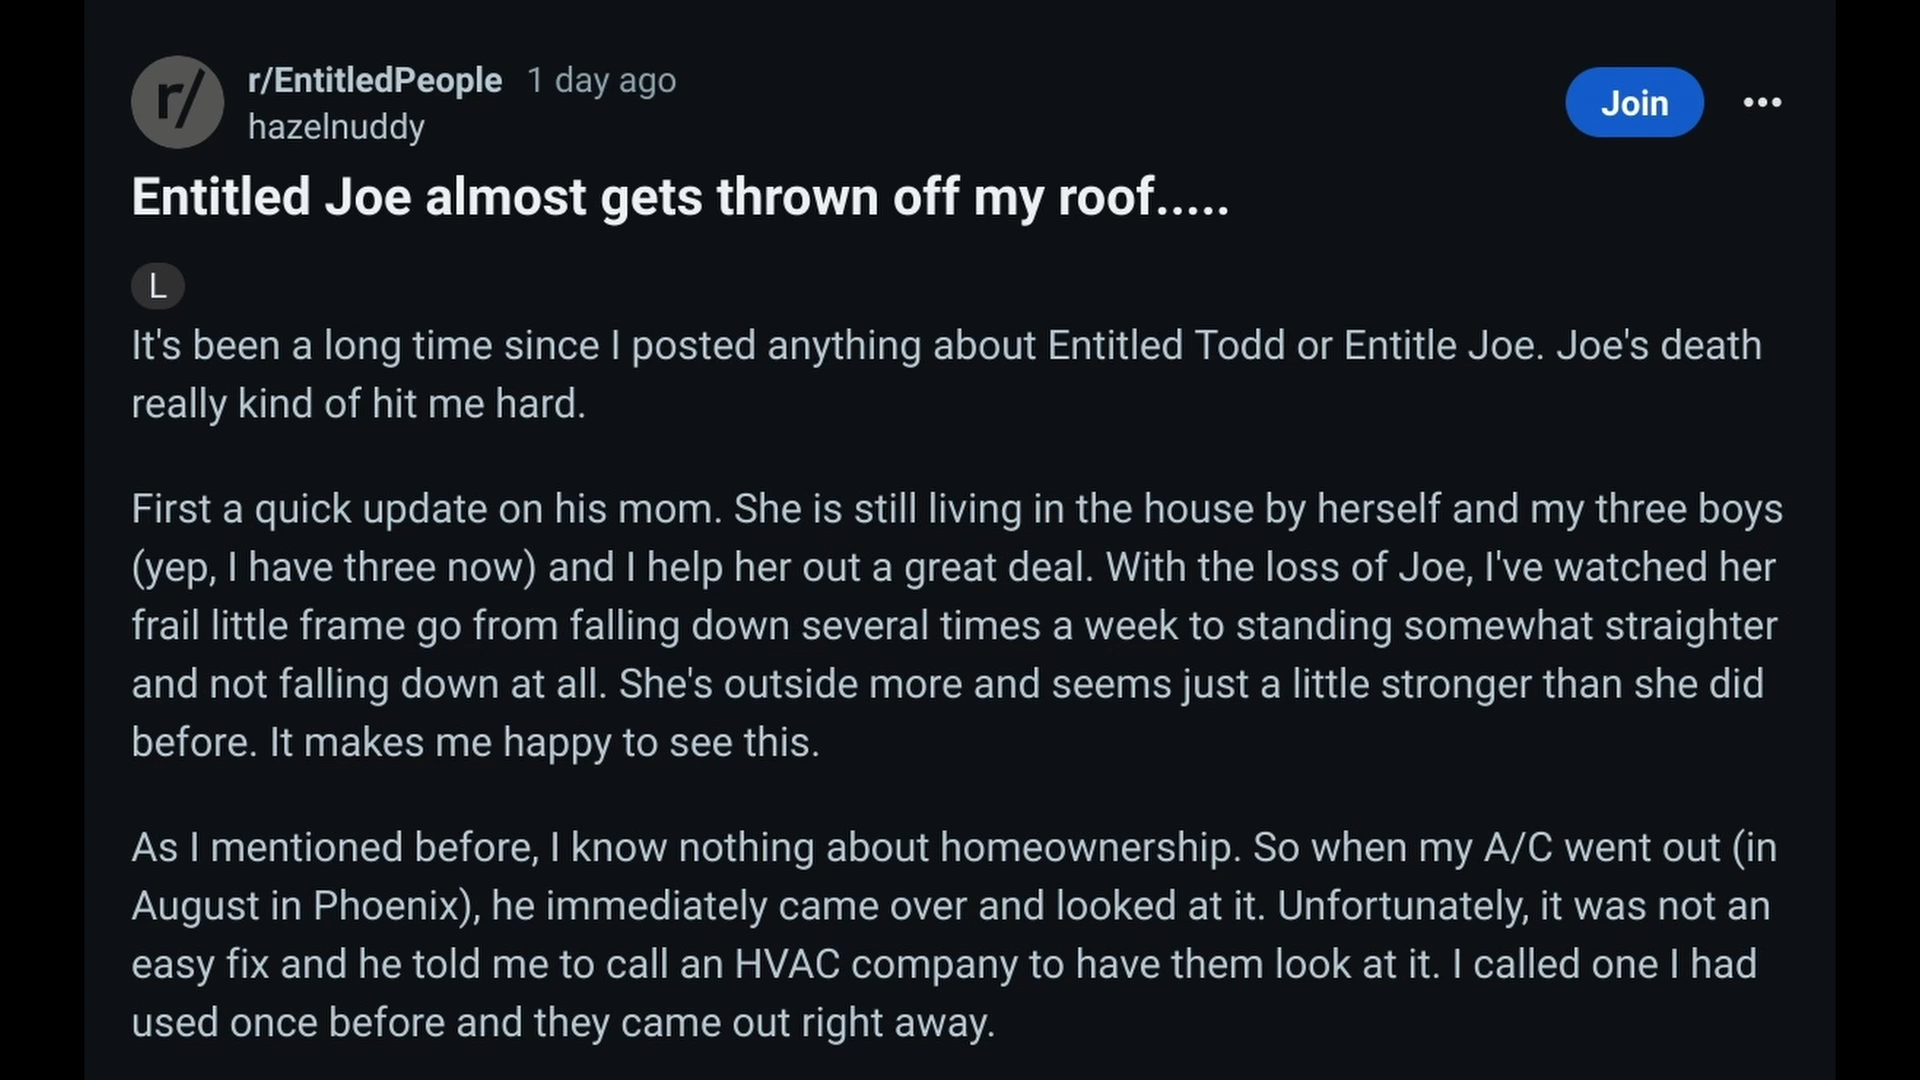 r/
r/EntitledPeople 1 day ago
hazelnuddy
Join
Entitled Joe almost gets thrown off my roof.....
L
It's been a long time since I posted anything about Entitled Todd or Entitle Joe. Joe's death
really kind of hit me hard.
First a quick update on his mom. She is still living in the house by herself and my three boys
(yep, I have three now) and I help her out a great deal. With the loss of Joe, I've watched her
frail little frame go from falling down several times a week to standing somewhat straighter
and not falling down at all. She's outside more and seems just a little stronger than she did
before. It makes me happy to see this.
As I mentioned before, I know nothing about homeownership. So when my A/C went out (in
August in Phoenix), he immediately came over and looked at it. Unfortunately, it was not an
easy fix and he told me to call an HVAC company to have them look at it. I called one I had
used once before and they came out right away.